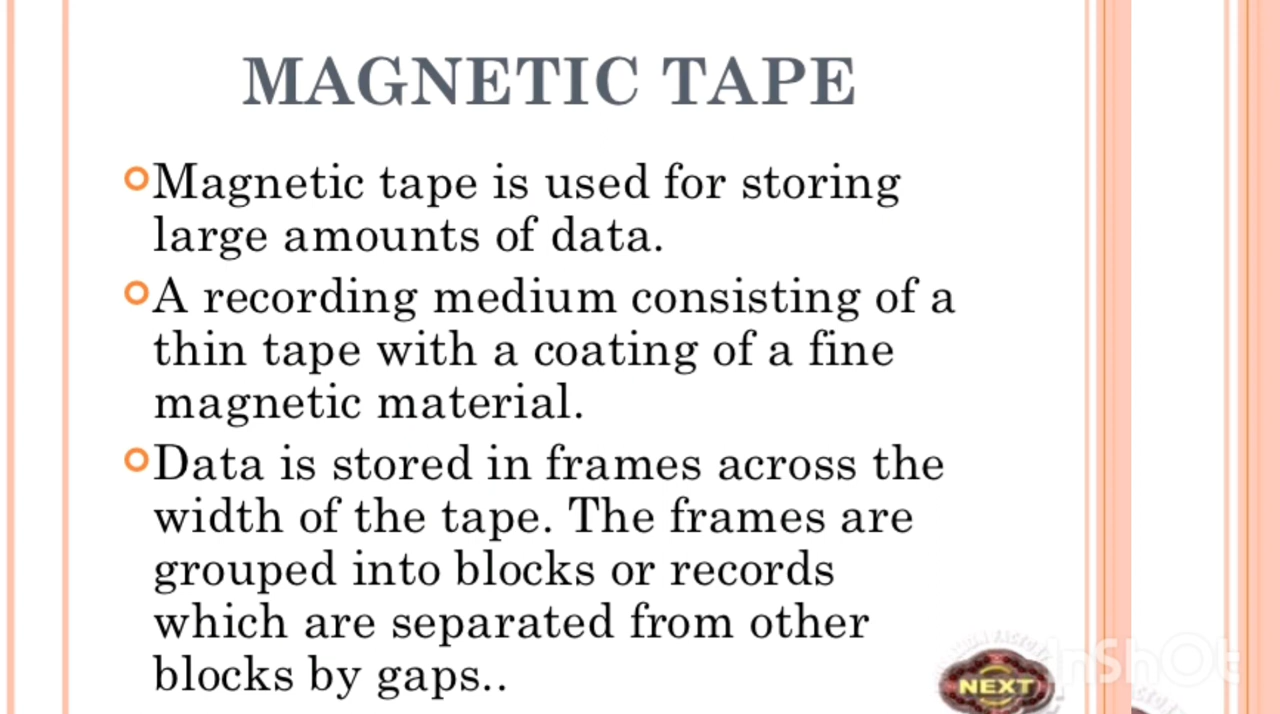 MAGNETIC TAPE
Magnetic tape is used for storing
large amounts of data.
A recording medium consisting of a
thin tape with a coating of a fine
magnetic material.
Data is stored in frames across the
width of the tape. The frames are
grouped into blocks or records
which are separated from other
blocks by gaps..
NEXT
InShOt